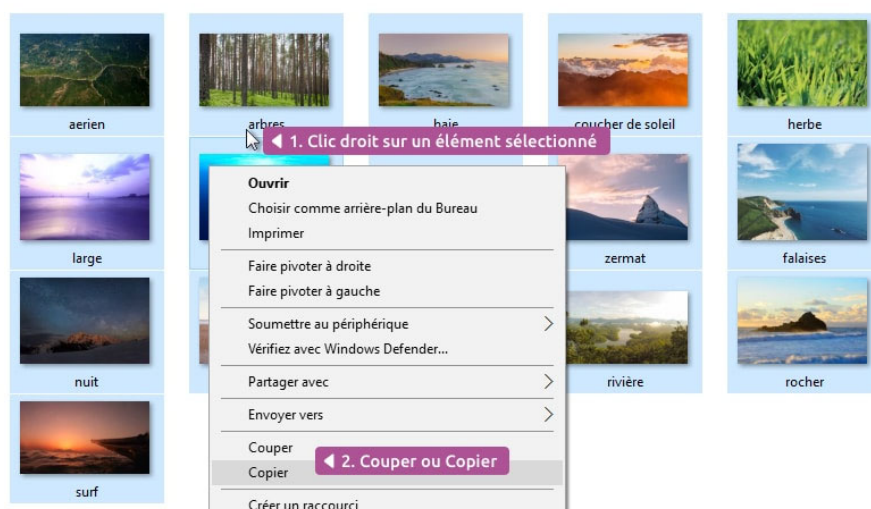 aerien
arbres
baie
coucher de soleil
herbe
1. Clic droit sur un élément sélectionné
large
zermat
falaises
Ouvrir
Choisir comme arrière-plan du Bureau
Imprimer
Faire pivoter à droite
Faire pivoter à gauche
Soumettre au périphérique
Vérifiez avec Windows Defender...
Partager avec
Envoyer vers
Couper
Copier
2. Couper ou Copier
Créer un raccourci
nuit
rivière
rocher
surf